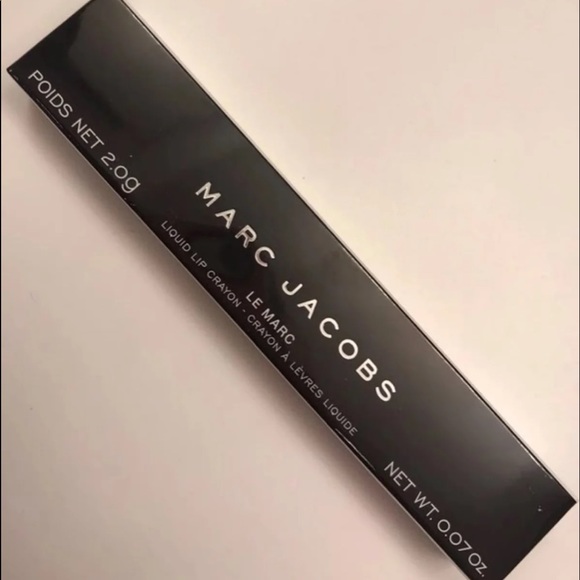 POIDS NET 2.0g
MARC JACOBS
LE MARC
LIQUID LIP CRAYON - CRAYON À LÈVRES LIQUIDE
NET WT. 0.07 OZ.